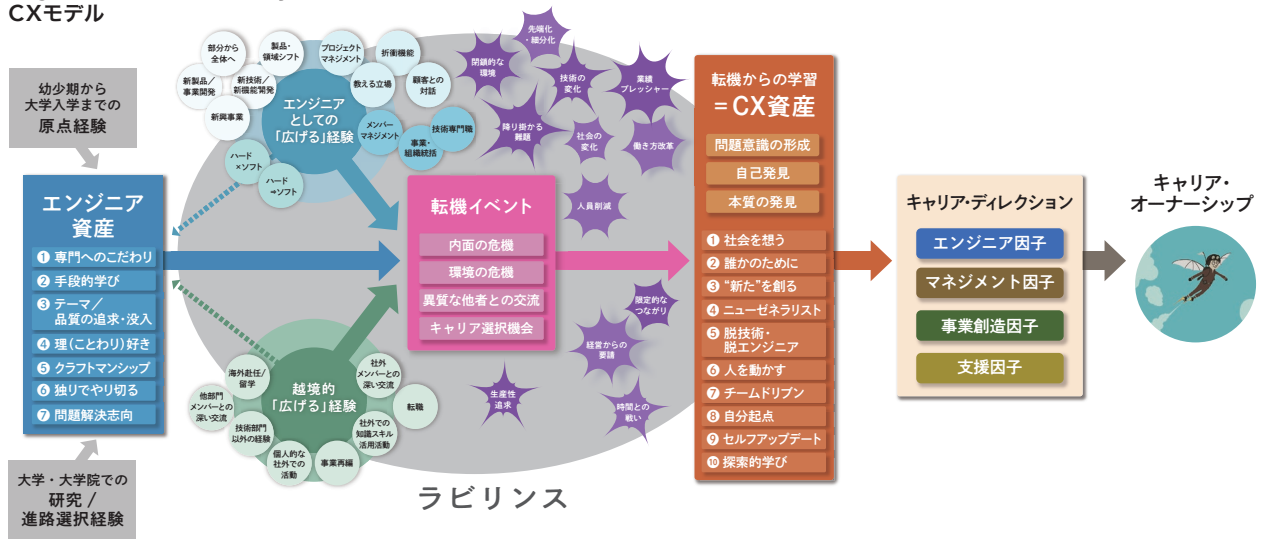 CXモデル
幼少期から
大学入学までの
原点経験
エンジニア
資産
❶ 専門へのこだわり
❷ 手段的学び
❸ テーマ/
品質の追求・没入
❹ 理(ことわり)好き
❺ クラフトマンシップ
❻ 独りでやり切る
❼ 問題解決志向
大学・大学院での
研究 /
進路選択経験
部分から
全体へ
製品・
領域シフト
プロジェクト
マネジメント
折衝機能
新製品/
事業開発
新技術/
新機能開発
教える立場
顧客との
対話
新興事業
エンジニア
としての
「広げる」経験
メンバー
マネジメント
技術専門職
事業・
組織統括
ハード
×ソフト
ハード
⇒ソフト
越境的
「広げる」経験
海外赴任/
留学
社外
メンバーとの
深い交流
他部門
メンバーとの
深い交流
転職
技術部門
以外の経験
社外での
知識スキル
活用活動
個人的な
社外での
活動
事業再編
転機イベント
内面の危機
環境の危機
異質な他者との交流
キャリア選択機会
先端化
・細分化
閉鎖的な
環境
技術の
変化
業績
プレッシャー
降り掛かる
難題
社会の
変化
働き方改革
人員削減
限定的な
つながり
経営からの
要請
生産性
追求
時間との
戦い
ラビリンス
転機からの学習
=CX資産
問題意識の形成
自己発見
本質の発見
❶ 社会を想う
❷ 誰かのために
❸ “新た”を創る
❹ ニューゼネラリスト
❺ 脱技術・
脱エンジニア
❻ 人を動かす
❼ チームドリブン
❽ 自分起点
❾ セルフアップデート
❿ 探索的学び
キャリア・ディレクション
エンジニア因子
マネジメント因子
事業創造因子
支援因子
キャリア・
オーナーシップ